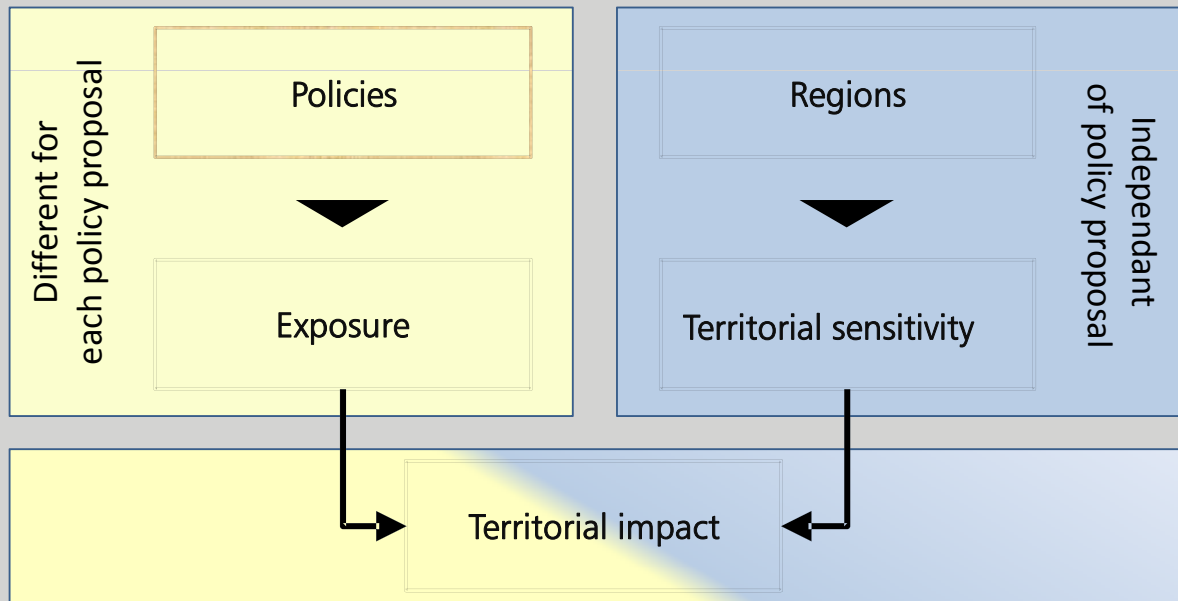 Different for
each policy proposal
Policies
Exposure
Regions
Territorial sensitivity
Independant
of policy proposal
Territorial impact